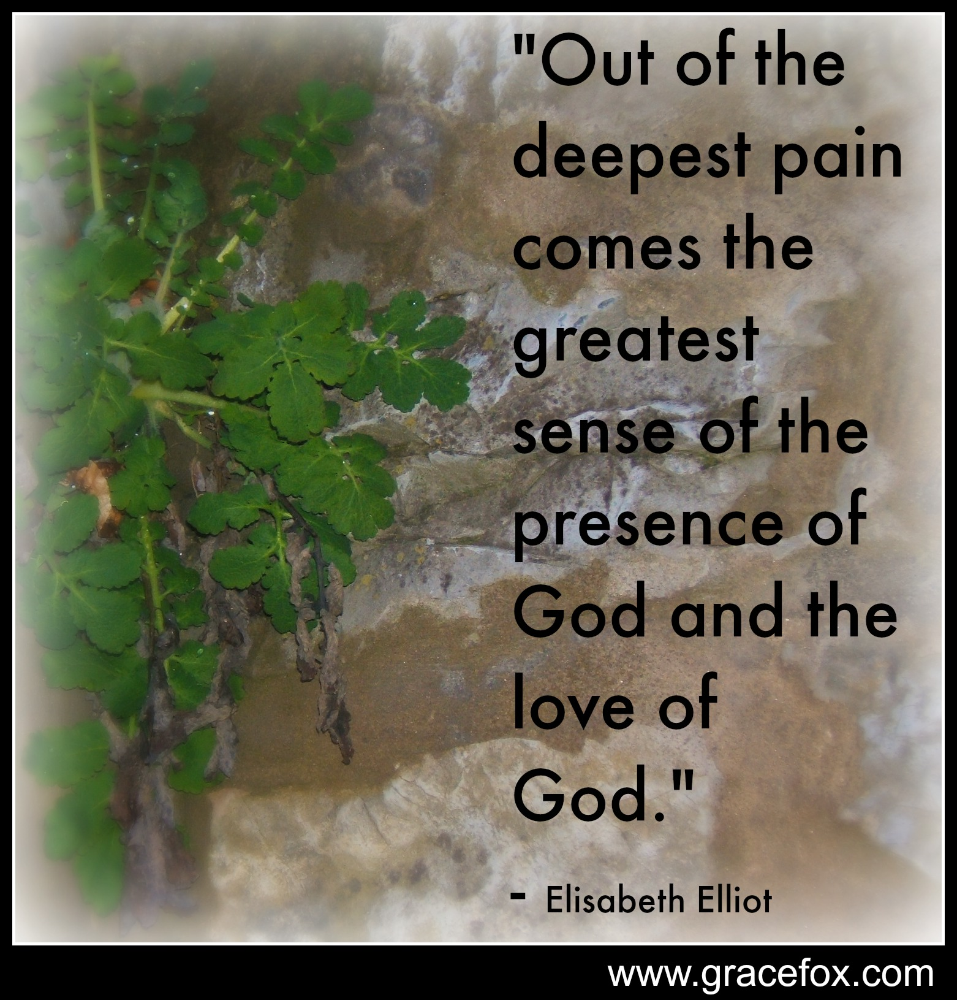 "Out of the
deepest pain
comes the
greatest
sense of the
presence of
God and the
love of
God."
- Elisabeth Elliot
www.gracefox.com